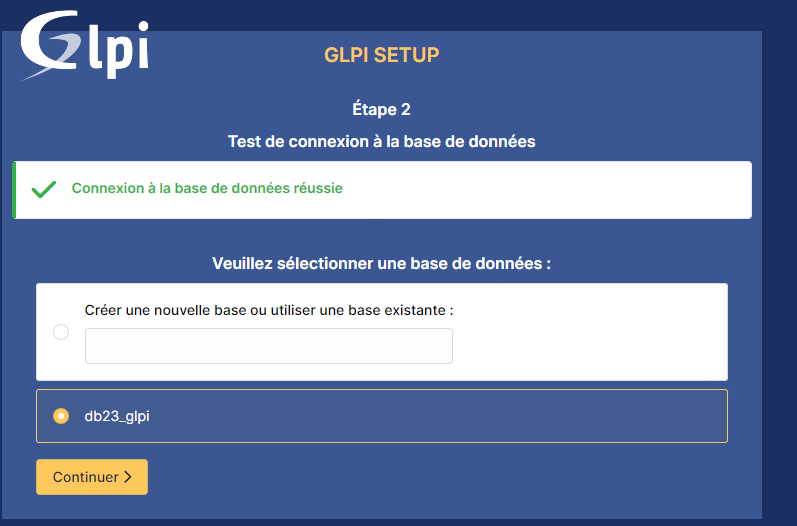 Glpi
GLPI SETUP
Étape 2
Test de connexion à la base de données
Connexion à la base de données réussie
Veuillez sélectionner une base de données :
Créer une nouvelle base ou utiliser une base existante :
db23_glpi
Continuer